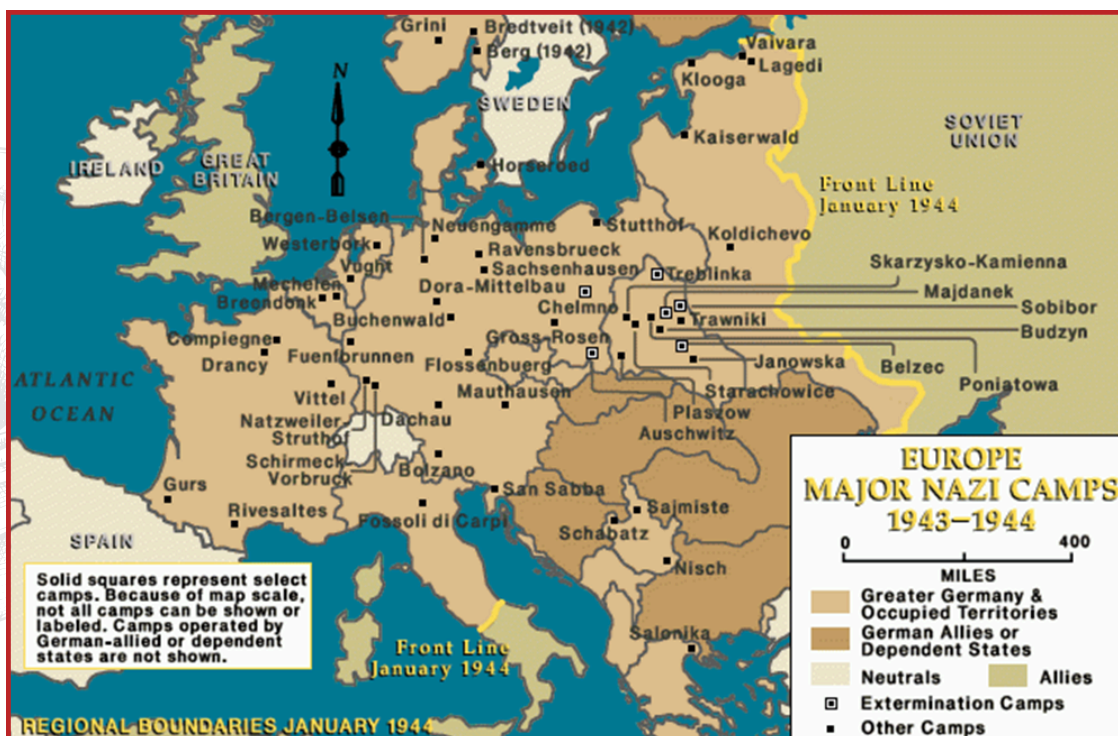 Grini
Bredtveit (1942)
Berg (1942)
Vaivara
Lagedi
Klooga
N
SWEDEN
SOVIET
UNION
Kaiserwald
IRELAND
GREAT
BRITAIN
Horseroed
Front Line
January 1944
Bergen-Belsen
Neuengamme
Stutthof
Koldichevo
Westerbork
Ravensbrueck
Skarzysko-Kamienna
Vught
Sachsenhausen
Treblinka
Mechelen
Dora-Mittelbau
Majdanek
Breendonk
Chelmno
Sobibor
Buchenwald
Trawniki
Budzyn
Compiegne
Gross-Rosen
Drancy
Fuenfbrunnen
Flossenburg
Janowska
Belzec
ATLANTIC
OCEAN
Vittel
Mauthausen
Starachowice
Poniatowa
Natzweiler-
Struthof
Dachau
Plaszow
Auschwitz
Schirmeck
Vorbruck
Bolzano
Gurs
San Sabba
Rivesaltes
Fossoli di Carpi
Sajmiste
Schabatz
SPAIN
Nisch
Salonika
Front Line
January 1944
EUROPE
MAJOR NAZI CAMPS
1943–1944
0 400
MILES
Greater Germany &
Occupied Territories
German Allies or
Dependent States
Neutrals Allies
Extermination Camps
Other Camps
Solid squares represent select
camps. Because of map scale,
not all camps can be shown or
labeled. Camps operated by
German-allied or dependent
states are not shown.
REGIONAL BOUNDARIES JANUARY 1944